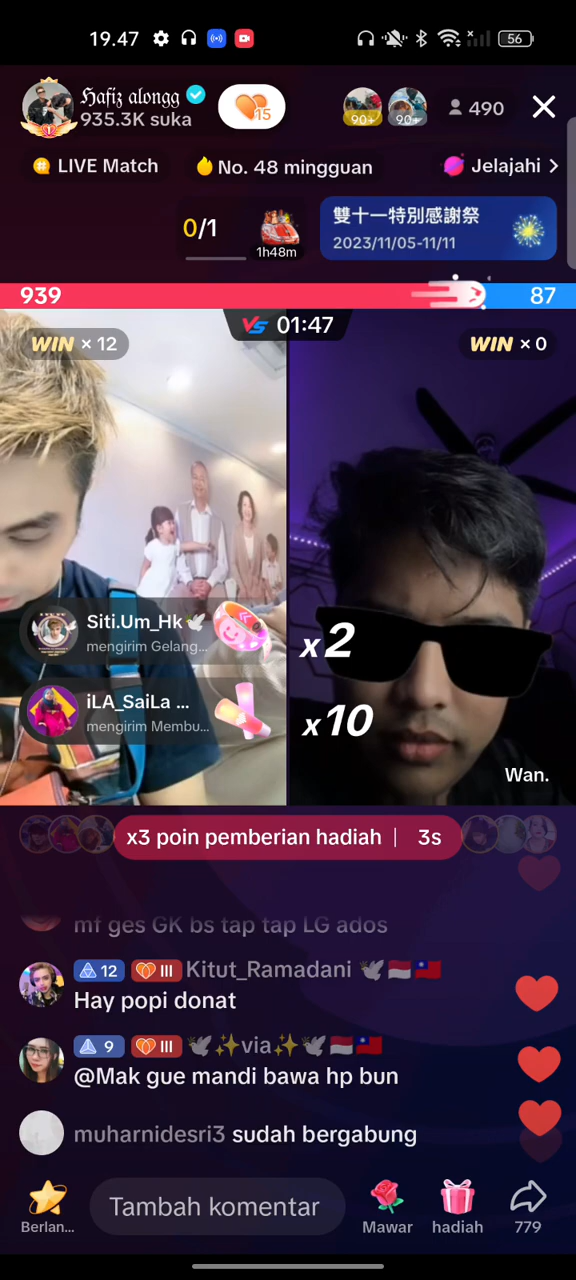 19.47
56
Hafiz alongg
935.3K suka
15
90+
90+
490
LIVE Match
No. 48 mingguan
Jelajahi
0/1
1h48m
雙十一特別感謝祭
2023/11/05-11/11
939
87
VS 01:47
WIN × 12
WIN × 0
Siti.Um_Hk🕊
mengirim Gelang...
x2
iLA_SaiLa ...
mengirim Membu...
x10
Wan.
x3 poin pemberian hadiah | 3s
mf ges GK bs tap tap LG ados
12 III Kitut_Ramadani 🕊🇮🇩🇹🇼
Hay popi donat
9 III 🕊✨via✨🕊🇮🇩🇹🇼
@Mak gue mandi bawa hp bun
muharnidesri3 sudah bergabung
Berlan...
Tambah komentar
Mawar
hadiah
779